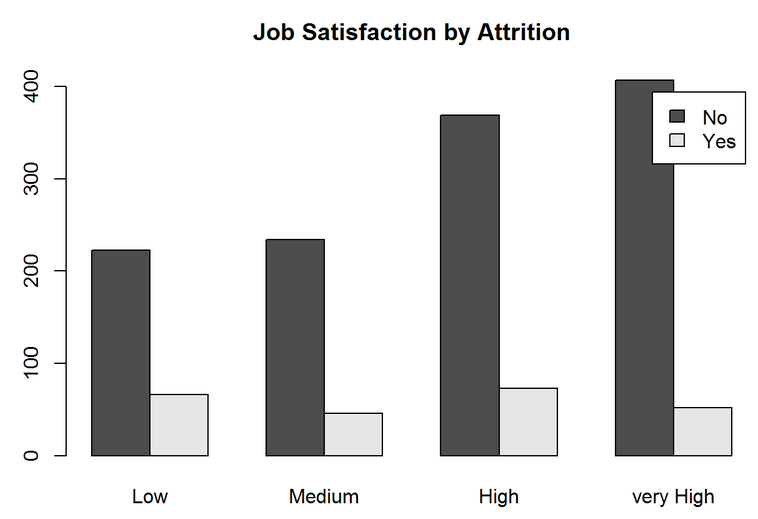 Job Satisfaction by Attrition
400
300
200
100
0
No
Yes
Low
Medium
High
very High